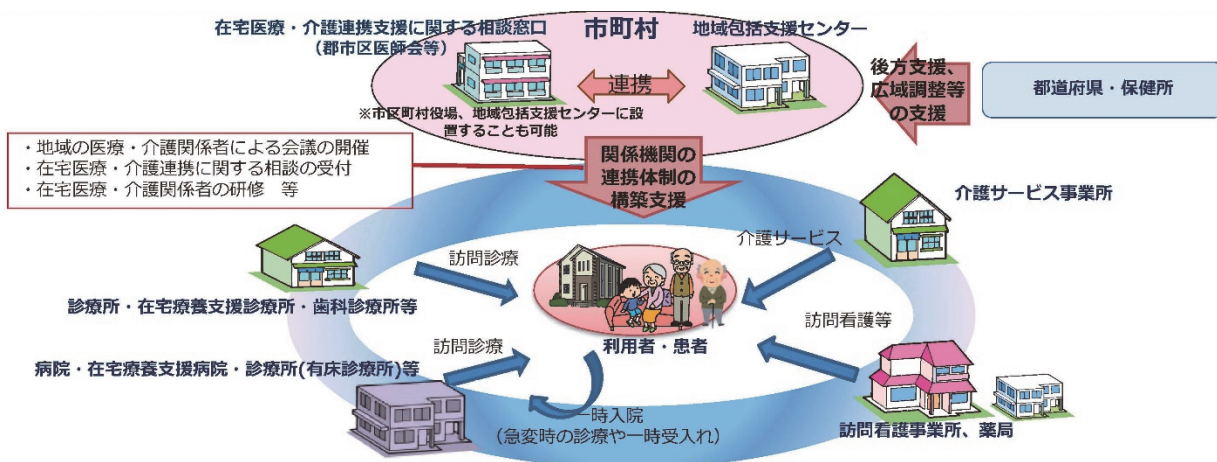 在宅医療・介護連携支援に関する相談窓口
（郡市区医師会等）
市町村
地域包括支援センター
連携
※市区町村役場、地域包括支援センターに設
置することも可能
後方支援、
広域調整等
の支援
都道府県・保健所
・地域の医療・介護関係者による会議の開催
・在宅医療・介護連携に関する相談の受付
・在宅医療・介護関係者の研修　等
関係機関の
連携体制の
構築支援
介護サービス事業所
介護サービス
訪問診療
診療所・在宅療養支援診療所・歯科診療所等
利用者・患者
訪問看護等
訪問診療
病院・在宅療養支援病院・診療所(有床診療所)等
一時入院
（急変時の診療や一時受入れ）
訪問看護事業所、薬局